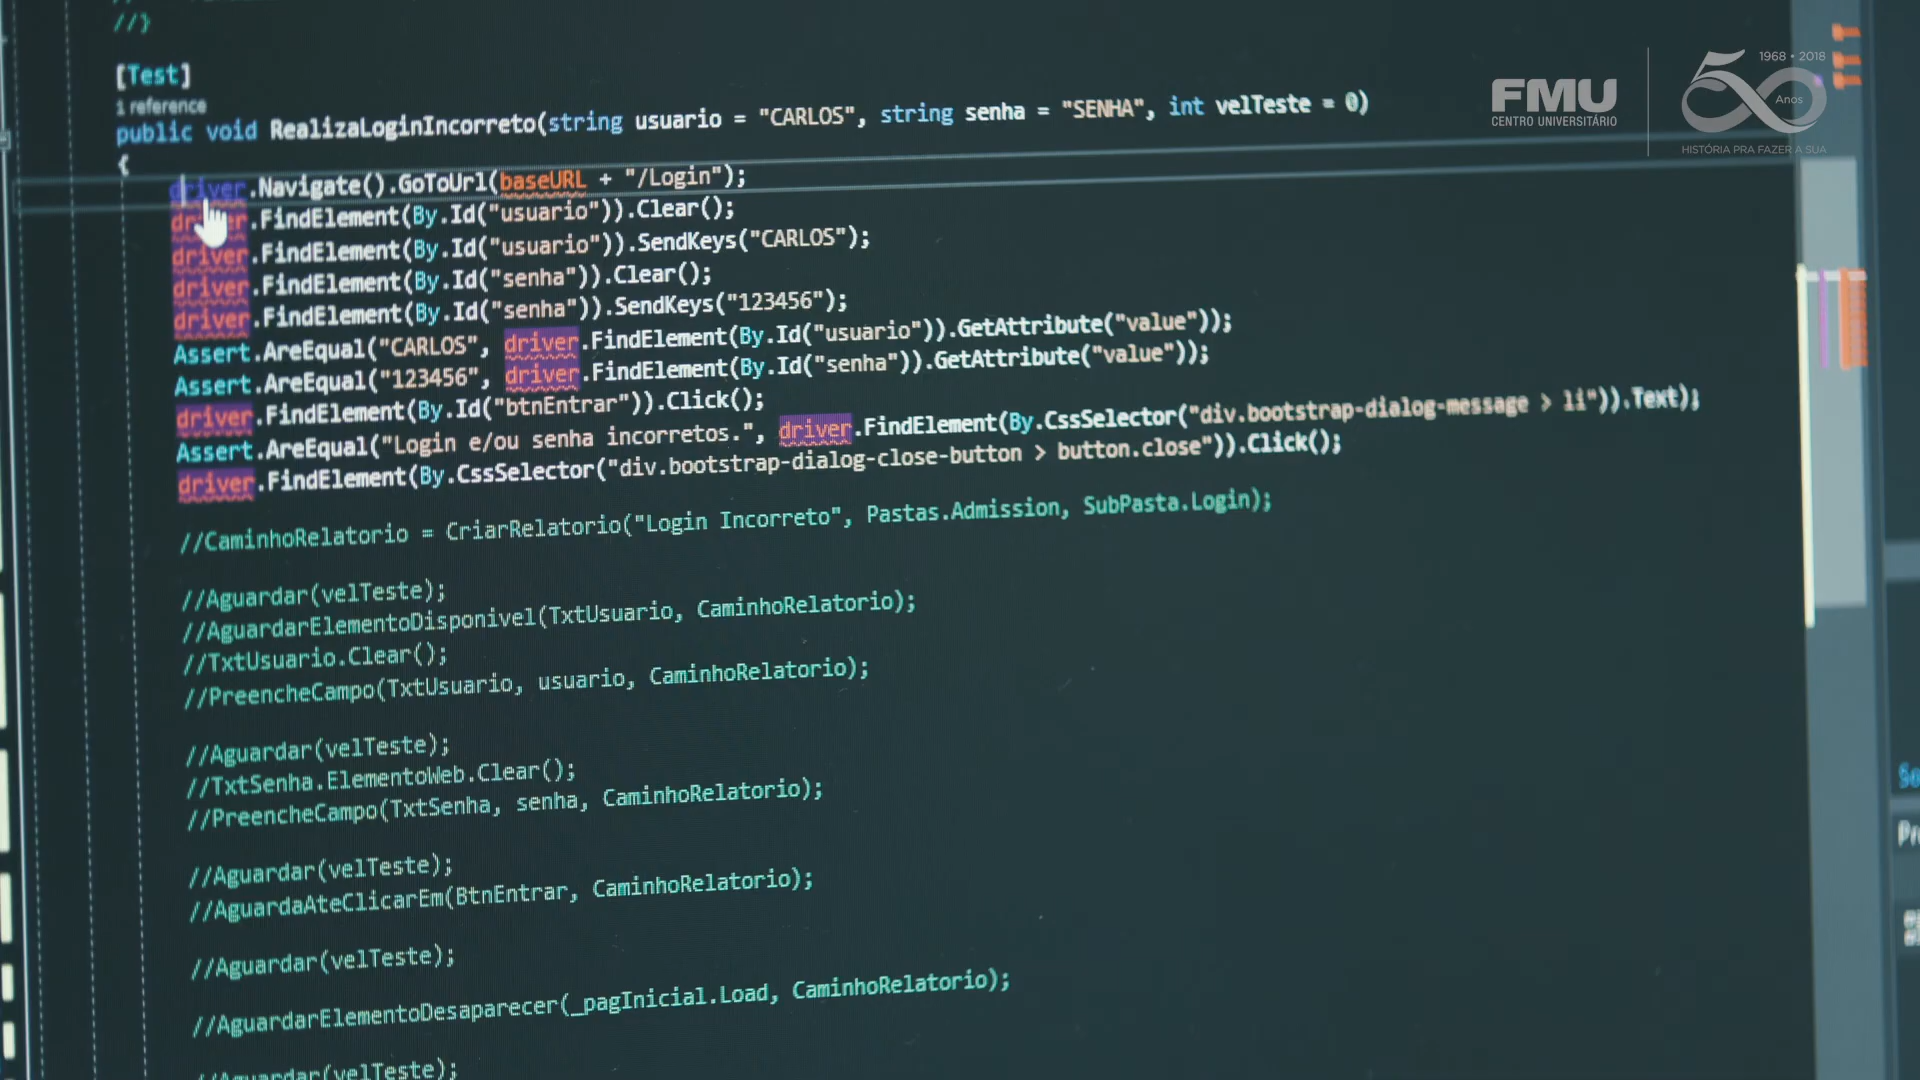 //}
[Test]
1 reference
public void RealizaLoginIncorreto(string usuario = "CARLOS", string senha = "SENHA", int velTeste = 0)
{
driver.Navigate().GoToUrl(baseURL + "/Login");
driver.FindElement(By.Id("usuario")).Clear();
driver.FindElement(By.Id("usuario")).SendKeys("CARLOS");
driver.FindElement(By.Id("senha")).Clear();
driver.FindElement(By.Id("senha")).SendKeys("123456");
Assert.AreEqual("CARLOS", driver.FindElement(By.Id("usuario")).GetAttribute("value"));
Assert.AreEqual("123456", driver.FindElement(By.Id("senha")).GetAttribute("value"));
driver.FindElement(By.Id("btnEntrar")).Click();
Assert.AreEqual("Login e/ou senha incorretos.", driver.FindElement(By.CssSelector("div.bootstrap-dialog-message > li")).Text);
driver.FindElement(By.CssSelector("div.bootstrap-dialog-close-button > button.close")).Click();
//CaminhoRelatorio = CriarRelatorio("Login Incorreto", Pastas.Admission, SubPasta.Login);
//Aguardar(velTeste);
//AguardarElementoDisponivel(TxtUsuario, CaminhoRelatorio);
//TxtUsuario.Clear();
//PreencheCampo(TxtUsuario, usuario, CaminhoRelatorio);
//Aguardar(velTeste);
//TxtSenha.ElementoWeb.Clear();
//PreencheCampo(TxtSenha, senha, CaminhoRelatorio);
//Aguardar(velTeste);
//AguardaAteClicarEm(BtnEntrar, CaminhoRelatorio);
//Aguardar(velTeste);
//AguardarElementoDesaparecer(_pagInicial.Load, CaminhoRelatorio);
//Aguardar(velTeste);
FMU
CENTRO UNIVERSITÁRIO
1968 • 2018
50
Anos
HISTÓRIA PRA FAZER A SUA